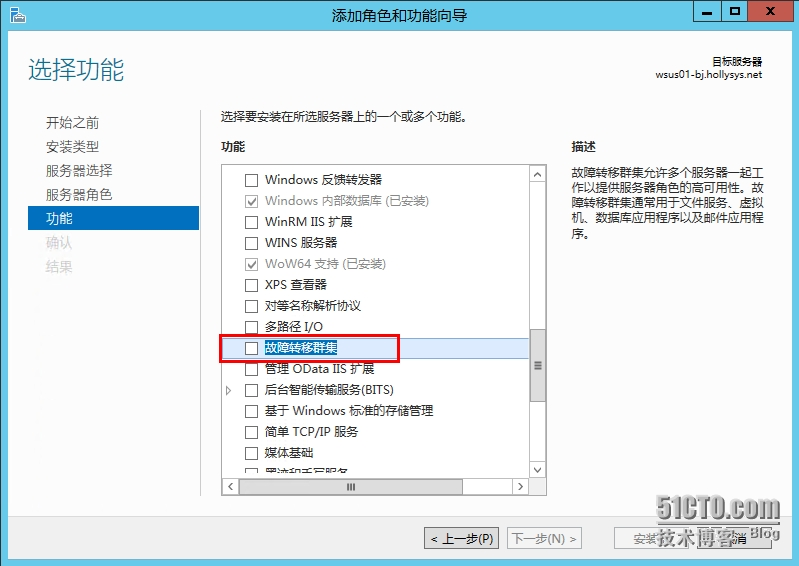 添加角色和功能向导
选择功能
目标服务器
wsus01-bj.hollysys.net
开始之前
安装类型
服务器选择
服务器角色
功能
确认
结果
选择要安装在所选服务器上的一个或多个功能。
功能
Windows 反馈转发器
Windows 内部数据库 (已安装)
WinRM IIS 扩展
WINS 服务器
WoW64 支持 (已安装)
XPS 查看器
对等名称解析协议
多路径 I/O
故障转移群集
管理 OData IIS 扩展
后台智能传输服务(BITS)
基于 Windows 标准的存储管理
简单 TCP/IP 服务
媒体基础
墨迹和手写服务
描述
故障转移群集允许多个服务器一起工
作以提供服务器角色的高可用性。故
障转移群集通常用于文件服务、虚拟
机、数据库应用程序以及邮件应用程
序。
< 上一步(P)
下一步(N) >
安装
消
51CTO.com
技术博客 Blog